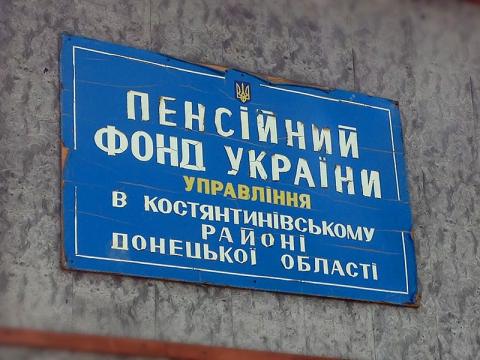 ПЕНСІЙНИЙ
ФОНД УКРАЇНИ
УПРАВЛІННЯ
В КОСТЯНТИНІВСЬКОМУ
РАЙОНІ
ДОНЕЦЬКОЇ ОБЛАСТІ